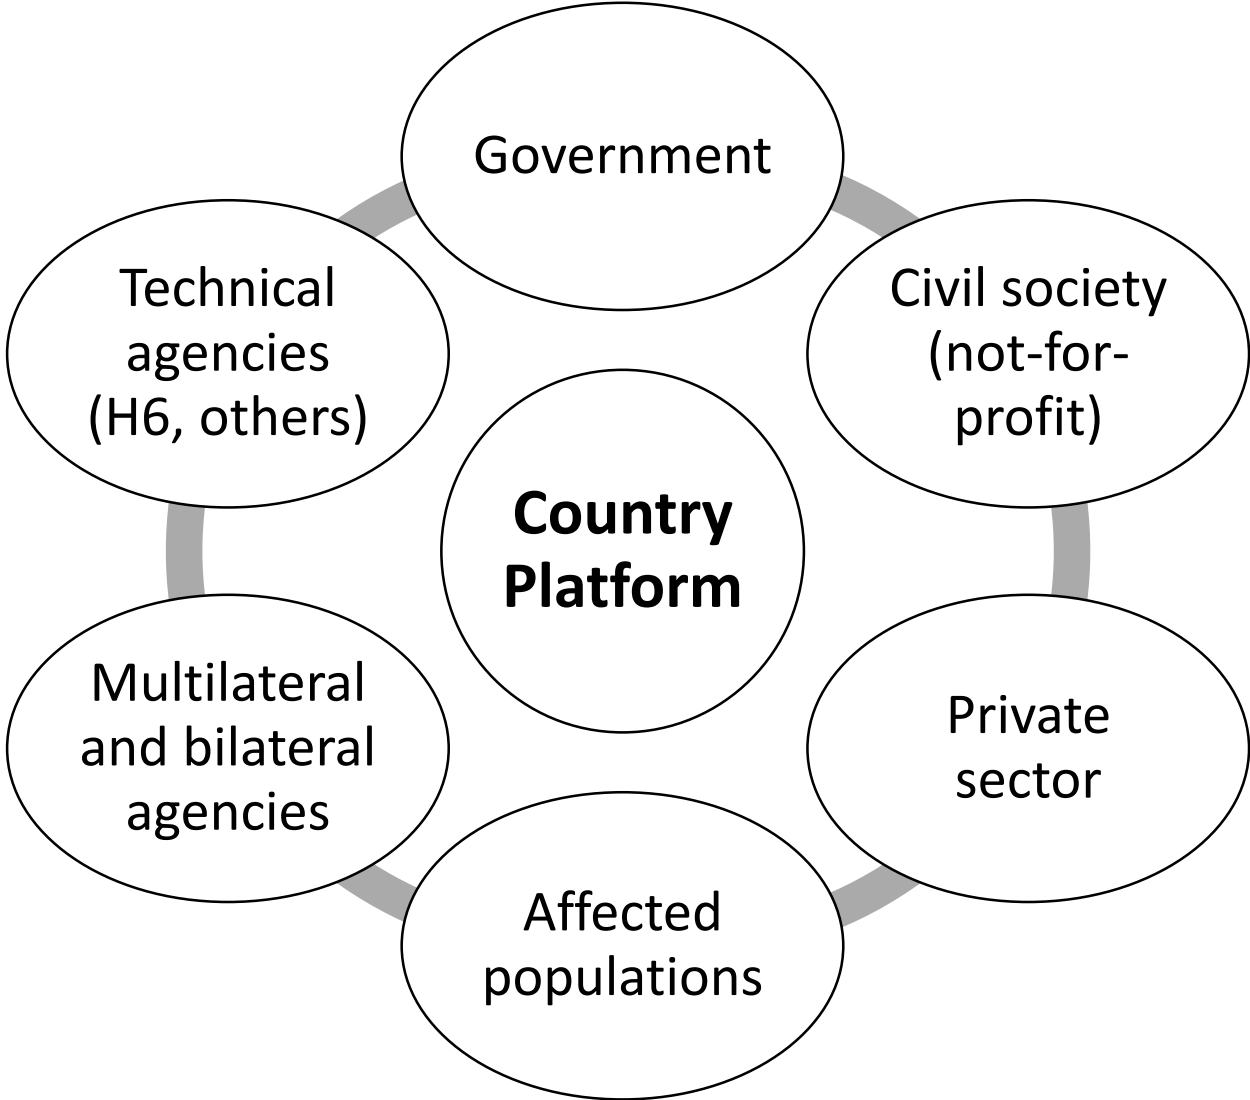 Government
Civil society
(not-for-
profit)
Private
sector
Affected
populations
Multilateral
and bilateral
agencies
Technical
agencies
(H6, others)
Country
Platform